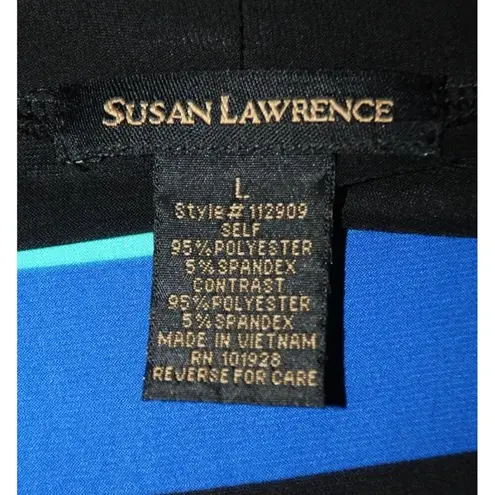 SUSAN LAWRENCE
L
Style# 112909
SELF
95% POLYESTER
5% SPANDEX
CONTRAST
95% POLYESTER
5% SPANDEX
MADE IN VIETNAM
RN 101928
REVERSE FOR CARE